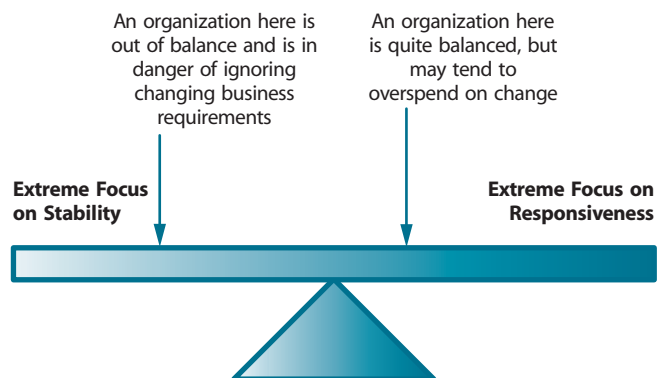 An organization here is
out of balance and is in
danger of ignoring
changing business
requirements
An organization here
is quite balanced, but
may tend to
overspend on change
Extreme Focus
on Stability
Extreme Focus on
Responsiveness